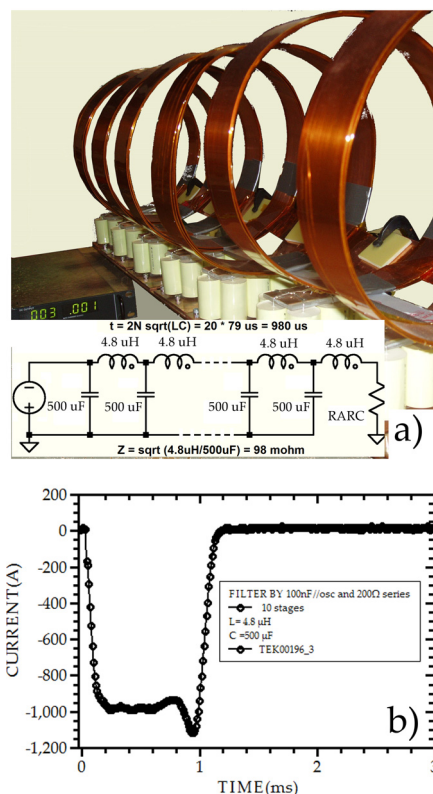 003 .001
t = 2N sqrt(LC) = 20 * 79 us = 980 us
4.8 uH 4.8 uH 4.8 uH 4.8 uH
500 uF 500 uF 500 uF 500 uF
RARC
a)
Z = sqrt (4.8uH/500uF) = 98 mohm
200
0
-200
-400
-600
-800
-1,000
-1,200
CURRENT(A)
FILTER BY 100nF//osc and 200Ω series
10 stages
L= 4.8 µH
C =500 µF
TEK00196_3
b)
0 1 2 3
TIME(ms)